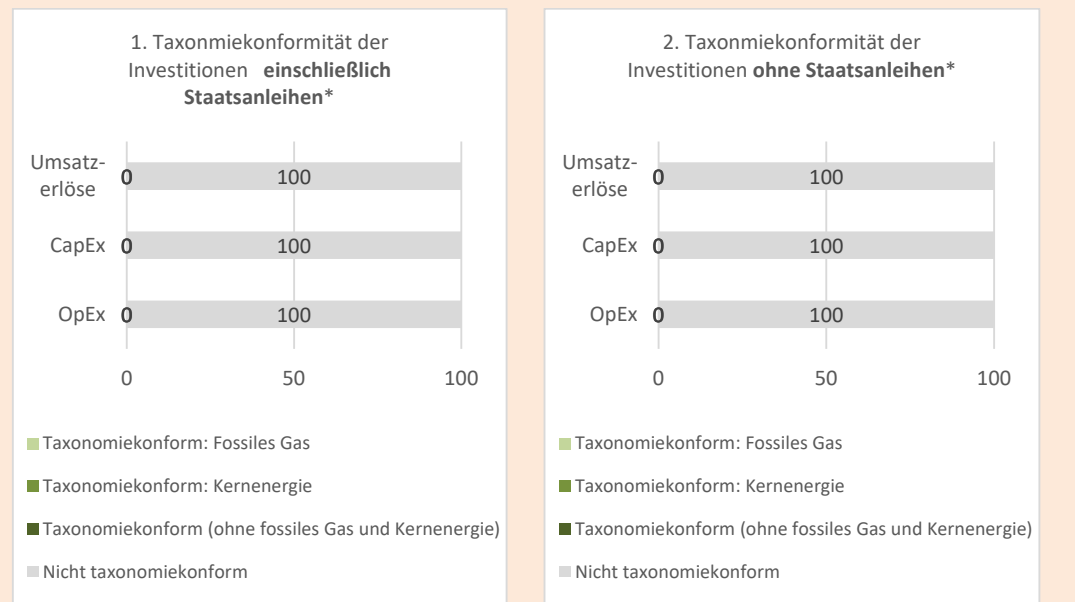 1. Taxonmiekonformität der
Investitionen einschließlich
Staatsanleihen*
Umsatz-
erlöse
0 100
CapEx 0 100
OpEx 0 100
0 50 100
Taxonomiekonform: Fossiles Gas
Taxonomiekonform: Kernenergie
Taxonomiekonform (ohne fossiles Gas und Kernenergie)
Nicht taxonomiekonform
2. Taxonmiekonformität der
Investitionen ohne Staatsanleihen*
Umsatz-
erlöse
0 100
CapEx 0 100
OpEx 0 100
0 50 100
Taxonomiekonform: Fossiles Gas
Taxonomiekonform: Kernenergie
Taxonomiekonform (ohne fossiles Gas und Kernenergie)
Nicht taxonomiekonform